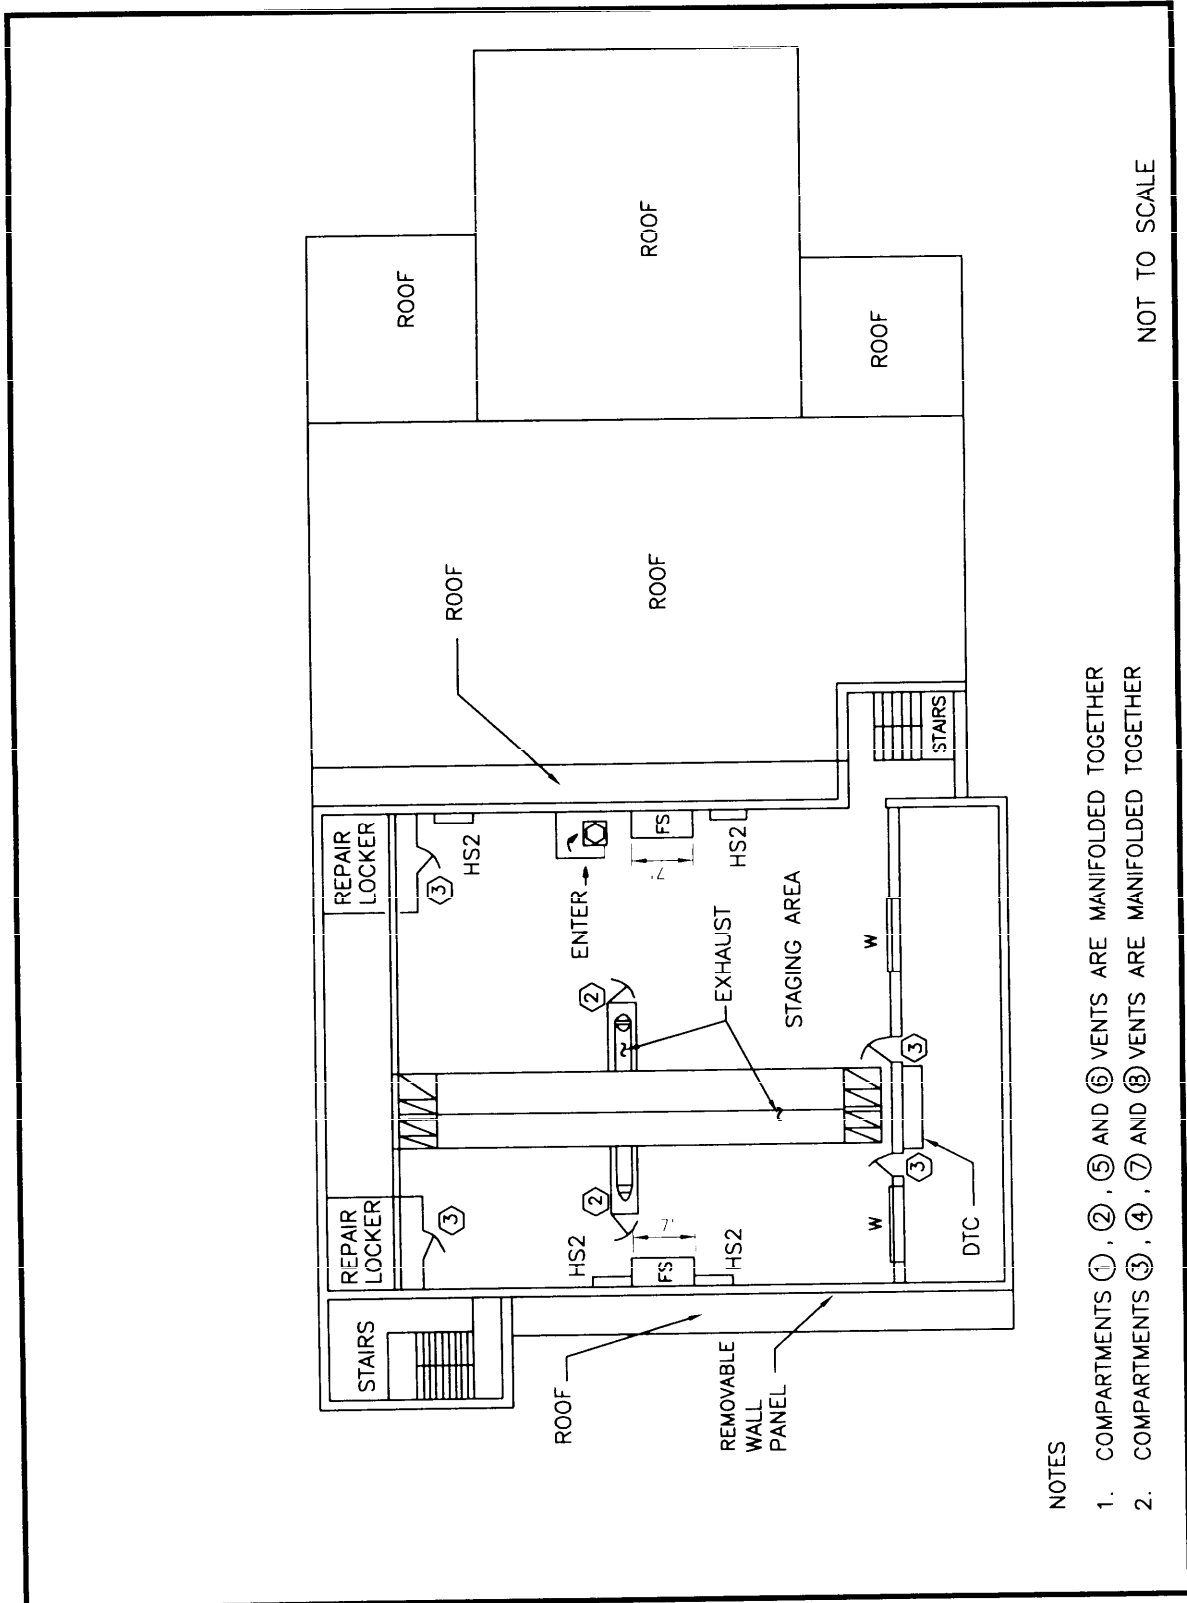 STAIRS
REPAIR
LOCKER
REPAIR
LOCKER
3
3
HS2
ROOF
ROOF
HS2
2
2
ENTER
FS
7'
FS
7'
ROOF
ROOF
HS2
HS2
EXHAUST
ROOF
REMOVABLE
WALL
PANEL
STAGING AREA
W
W
3
3
STAIRS
ROOF
DTC
NOTES
1. COMPARTMENTS 1, 2, 5 AND 6 VENTS ARE MANIFOLDED TOGETHER
2. COMPARTMENTS 3, 4, 7 AND 8 VENTS ARE MANIFOLDED TOGETHER
NOT TO SCALE